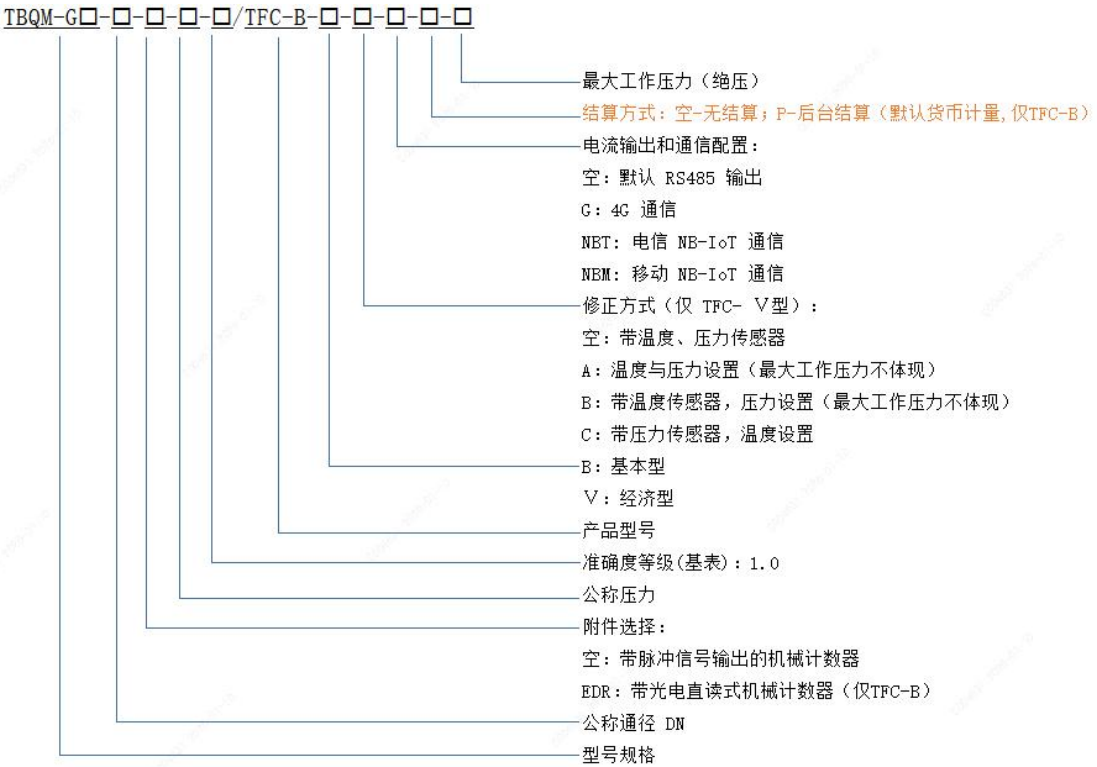 TBQM-G□-□-□-□-□/TFC-B-□-□-□-□-□
最大工作压力（绝压）
结算方式：空-无结算；P-后台结算（默认货币计量,仅TFC-B）
电流输出和通信配置：
空：默认 RS485 输出
G：4G 通信
NBT: 电信 NB-IoT 通信
NBM: 移动 NB-IoT 通信
修正方式（仅 TFC- Ⅴ型）：
空：带温度、压力传感器
A：温度与压力设置（最大工作压力不体现）
B：带温度传感器，压力设置（最大工作压力不体现）
C：带压力传感器，温度设置
B：基本型
Ⅴ：经济型
产品型号
准确度等级(基表)：1.0
公称压力
附件选择：
空：带脉冲信号输出的机械计数器
EDR：带光电直读式机械计数器（仅TFC-B）
公称通径 DN
型号规格